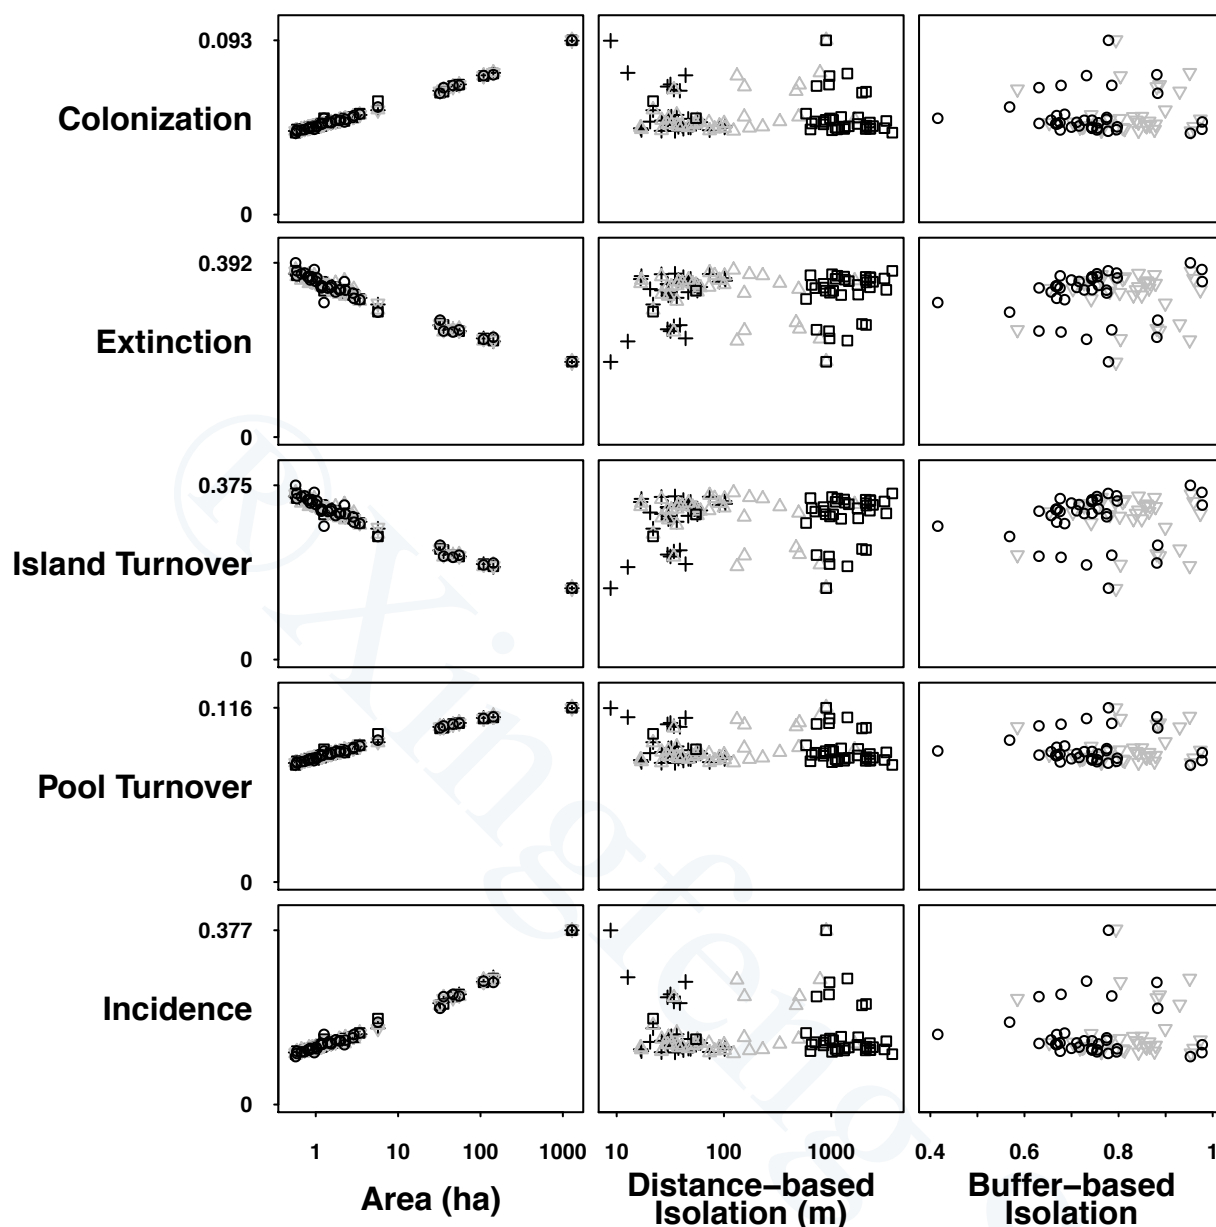 0.093
Colonization
0
0.392
Extinction
0
0.375
Island Turnover
0
0.116
Pool Turnover
0
0.377
Incidence
0
1 10 100 1000 10 100 1000 0.4 0.6 0.8 1
Area (ha)
Distance−based
Isolation (m)
Buffer−based
Isolation
®Xingfeng